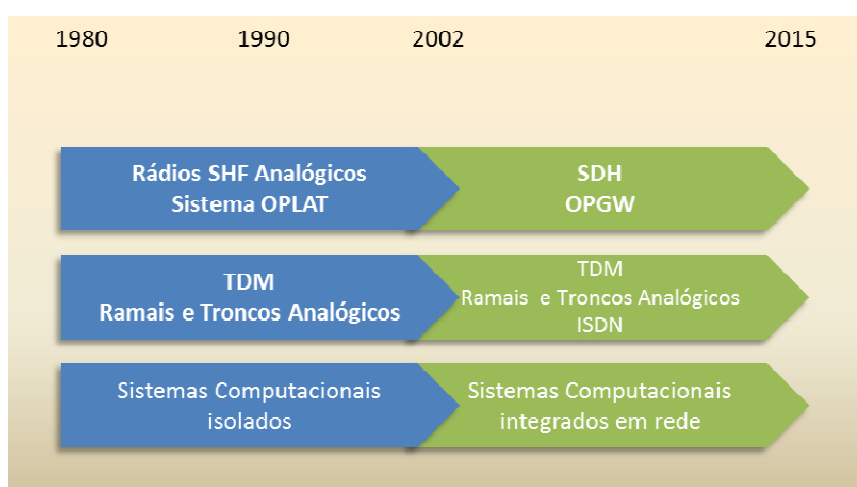 1980 1990 2002 2015
Rádios SHF Analógicos
Sistema OPLAT
SDH
OPGW
TDM
Ramais e Troncos Analógicos
TDM
Ramais e Troncos Analógicos
ISDN
Sistemas Computacionais
isolados
Sistemas Computacionais
integrados em rede